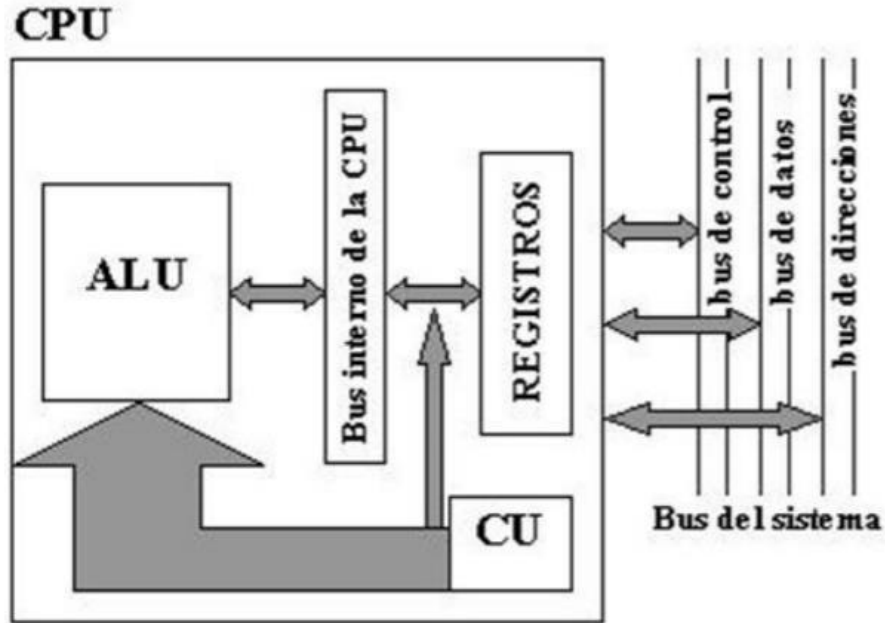 CPU
ALU
Bus interno de la CPU
REGISTROS
CU
bus de control
bus de datos
bus de direcciones
Bus del sistema